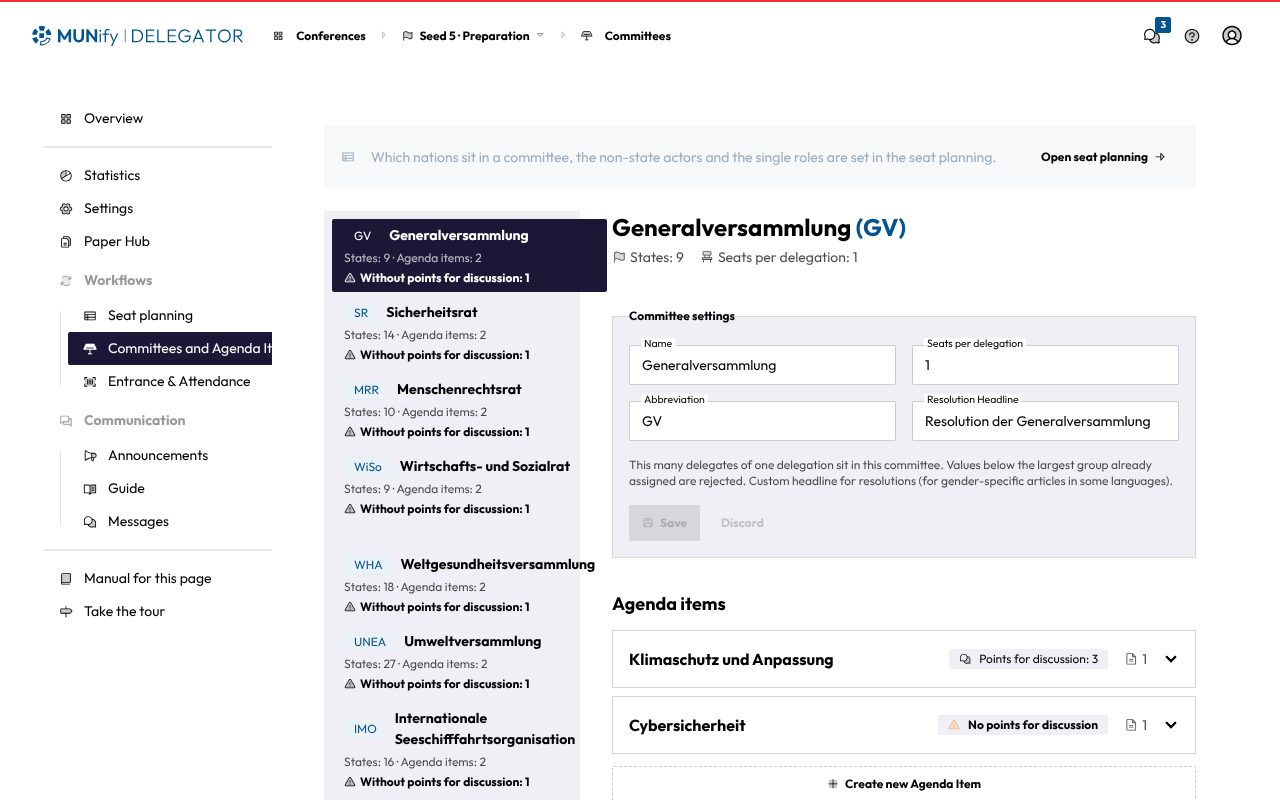 MUNify | DELEGATOR
Conferences
Seed 5 · Preparation
Committees
3
Overview
Statistics
Settings
Paper Hub
Workflows
Seat planning
Committees and Agenda It
Entrance & Attendance
Communication
Announcements
Guide
Messages
Manual for this page
Take the tour
Which nations sit in a committee, the non-state actors and the single roles are set in the seat planning.
Open seat planning
GV Generalversammlung
States: 9 · Agenda items: 2
Without points for discussion: 1
SR Sicherheitsrat
States: 14 · Agenda items: 2
Without points for discussion: 1
MRR Menschenrechtsrat
States: 10 · Agenda items: 2
Without points for discussion: 1
WiSo Wirtschafts- und Sozialrat
States: 9 · Agenda items: 2
Without points for discussion: 1
WHA Weltgesundheitsversammlung
States: 18 · Agenda items: 2
Without points for discussion: 1
UNEA Umweltversammlung
States: 27 · Agenda items: 2
Without points for discussion: 1
IMO Internationale
Seeschifffahrtsorganisation
States: 16 · Agenda items: 2
Without points for discussion: 1
Generalversammlung (GV)
States: 9
Seats per delegation: 1
Committee settings
Name
Generalversammlung
Seats per delegation
1
Abbreviation
GV
Resolution Headline
Resolution der Generalversammlung
This many delegates of one delegation sit in this committee. Values below the largest group already
assigned are rejected. Custom headline for resolutions (for gender-specific articles in some languages).
Save
Discard
Agenda items
Klimaschutz und Anpassung
Points for discussion: 3
1
Cybersicherheit
No points for discussion
1
Create new Agenda Item